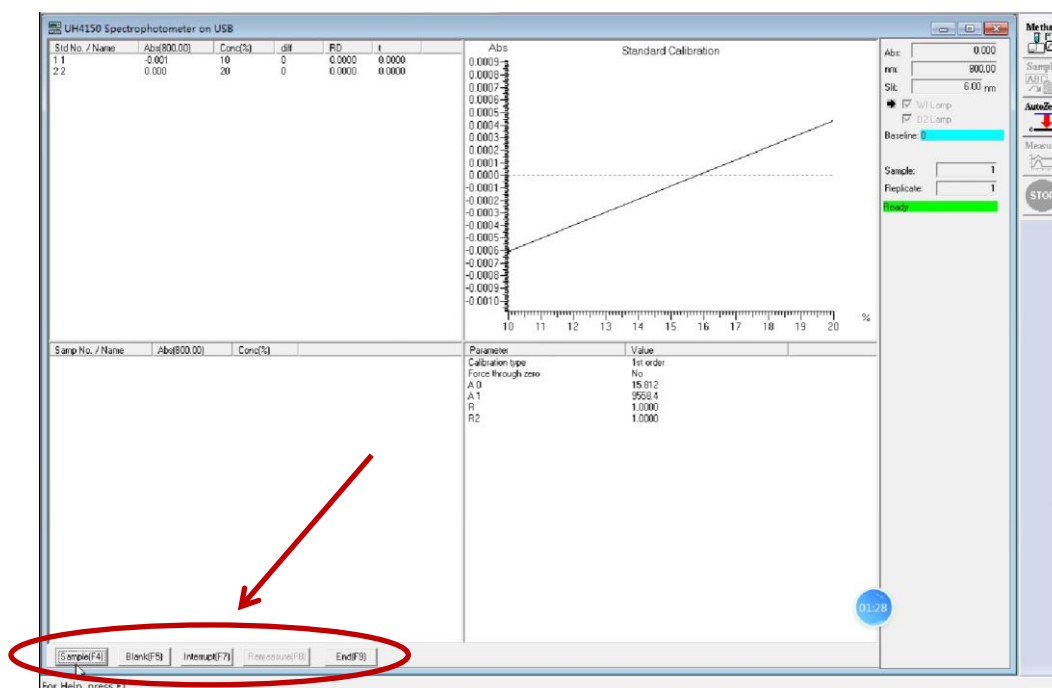 UH4150 Spectrophotometer on USB
Std No. / Name Abs(800.00) Conc(%) diff RD t
1 1 -0.001 10 0 0.0000 0.0000
2 2 0.000 20 0 0.0000 0.0000
Abs
Standard Calibration
0.0009
0.0008
0.0007
0.0006
0.0005
0.0004
0.0003
0.0002
0.0001
0.0000
-0.0001
-0.0002
-0.0003
-0.0004
-0.0005
-0.0006
-0.0007
-0.0008
-0.0009
-0.0010
10 11 12 13 14 15 16 17 18 19 20
%
Abs: 0.000
nm: 800.00
Slit: 6.00 nm
WI Lamp
D2 Lamp
Baseline: 0
Sample: 1
Replicate: 1
Ready
STOP
Samp No. / Name Abs(800.00) Conc(%)
Parameter Value
Calibration type 1st order
Force through zero No
A 0 15.812
A 1 9558.4
R 1.0000
R2 1.0000
01:28
Sample(F4) Blank(F5) Interrupt(F7) Remeasure(F8) End(F9)
For Help, press F1